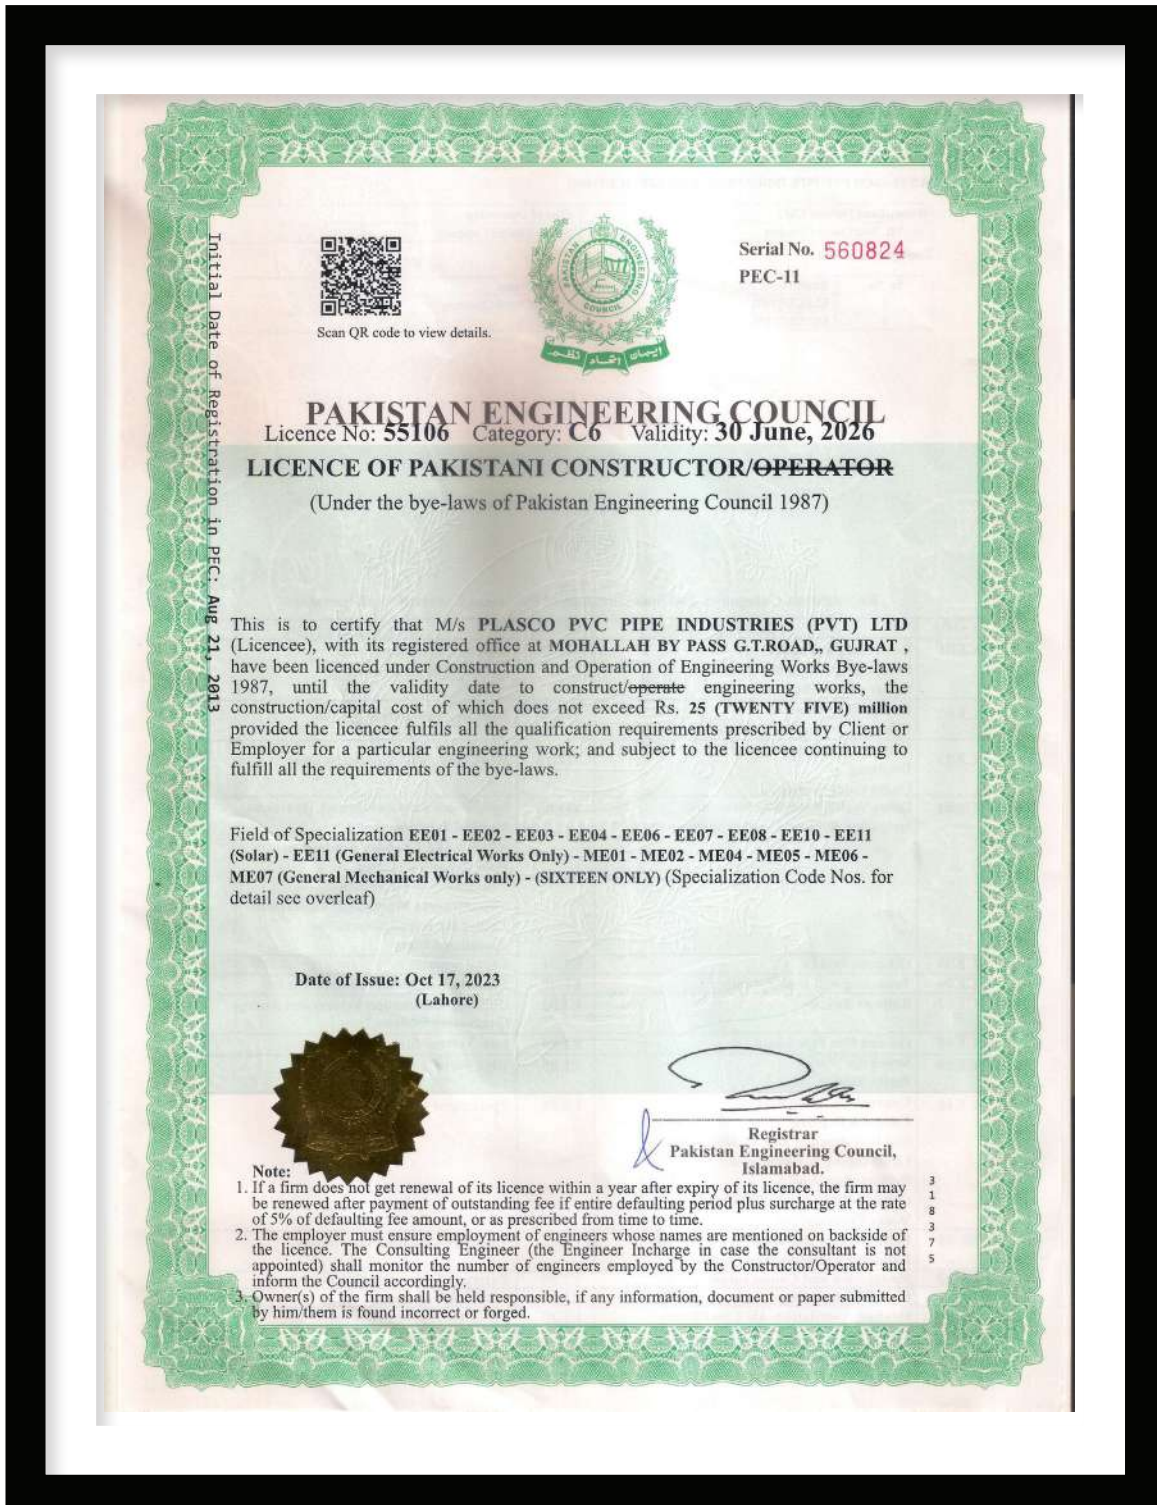 Initial Date of Registration in PEC: Aug 21, 2013
Scan QR code to view details.
PAKISTAN ENGINEERING
COUNCIL
ایمان اتحاد نظم
Serial No. 560824
PEC-11
PAKISTAN ENGINEERING COUNCIL
Licence No: 55106 Category: C6 Validity: 30 June, 2026
LICENCE OF PAKISTANI CONSTRUCTOR/OPERATOR
(Under the bye-laws of Pakistan Engineering Council 1987)
This is to certify that M/s PLASCO PVC PIPE INDUSTRIES (PVT) LTD
(Licencee), with its registered office at MOHALLAH BY PASS G.T.ROAD,, GUJRAT ,
have been licenced under Construction and Operation of Engineering Works Bye-laws
1987, until the validity date to construct/operate engineering works, the
construction/capital cost of which does not exceed Rs. 25 (TWENTY FIVE) million
provided the licencee fulfils all the qualification requirements prescribed by Client or
Employer for a particular engineering work; and subject to the licencee continuing to
fulfill all the requirements of the bye-laws.
Field of Specialization EE01 - EE02 - EE03 - EE04 - EE06 - EE07 - EE08 - EE10 - EE11
(Solar) - EE11 (General Electrical Works Only) - ME01 - ME02 - ME04 - ME05 - ME06 -
ME07 (General Mechanical Works only) - (SIXTEEN ONLY) (Specialization Code Nos. for
detail see overleaf)
Date of Issue: Oct 17, 2023
(Lahore)
Registrar
Pakistan Engineering Council,
Islamabad.
Note:
1. If a firm does not get renewal of its licence within a year after expiry of its licence, the firm may
be renewed after payment of outstanding fee if entire defaulting period plus surcharge at the rate
of 5% of defaulting fee amount, or as prescribed from time to time.
2. The employer must ensure employment of engineers whose names are mentioned on backside of
the licence. The Consulting Engineer (the Engineer Incharge in case the consultant is not
appointed) shall monitor the number of engineers employed by the Constructor/Operator and
inform the Council accordingly.
3. Owner(s) of the firm shall be held responsible, if any information, document or paper submitted
by him/them is found incorrect or forged.
318375